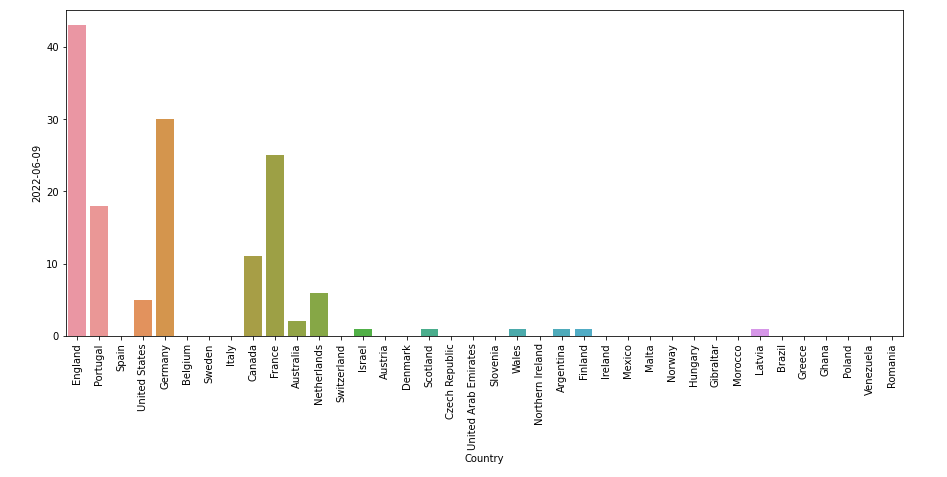 40
30
20
10
0
2022-06-09
England
Portugal
Spain
United States
Germany
Belgium
Sweden
Italy
Canada
France
Australia
Netherlands
Switzerland
Israel
Austria
Denmark
Scotland
Czech Republic
United Arab Emirates
Slovenia
Wales
Northern Ireland
Argentina
Finland
Ireland
Mexico
Malta
Norway
Hungary
Gibraltar
Morocco
Latvia
Brazil
Greece
Ghana
Poland
Venezuela
Romania
Country